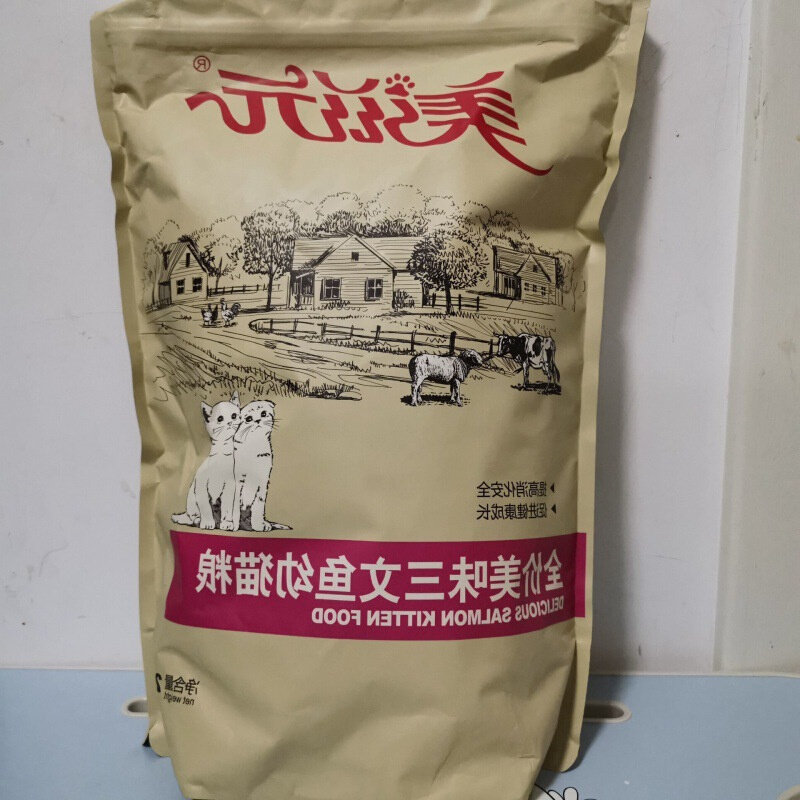 美滋元®
▸ 提高消化安全
▸ 促进健康成长
全价美味三文鱼幼猫粮
DELICIOUS SALMON KITTEN FOOD
净含量 2
net weight